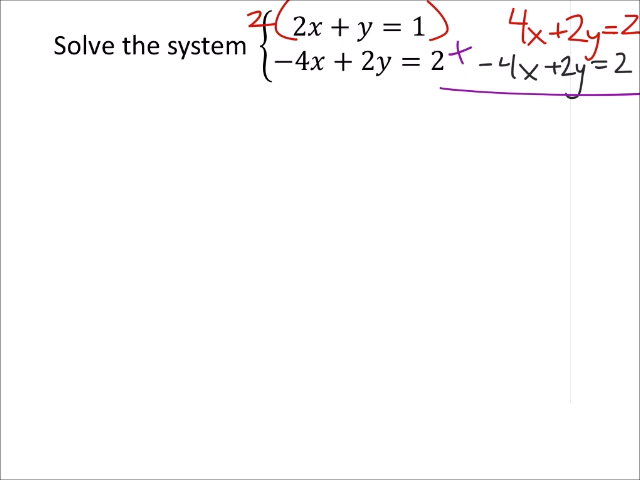 Solve the system
2(2x + y = 1)
−4x + 2y = 2
4x+2y=2
+ -4x+2y=2